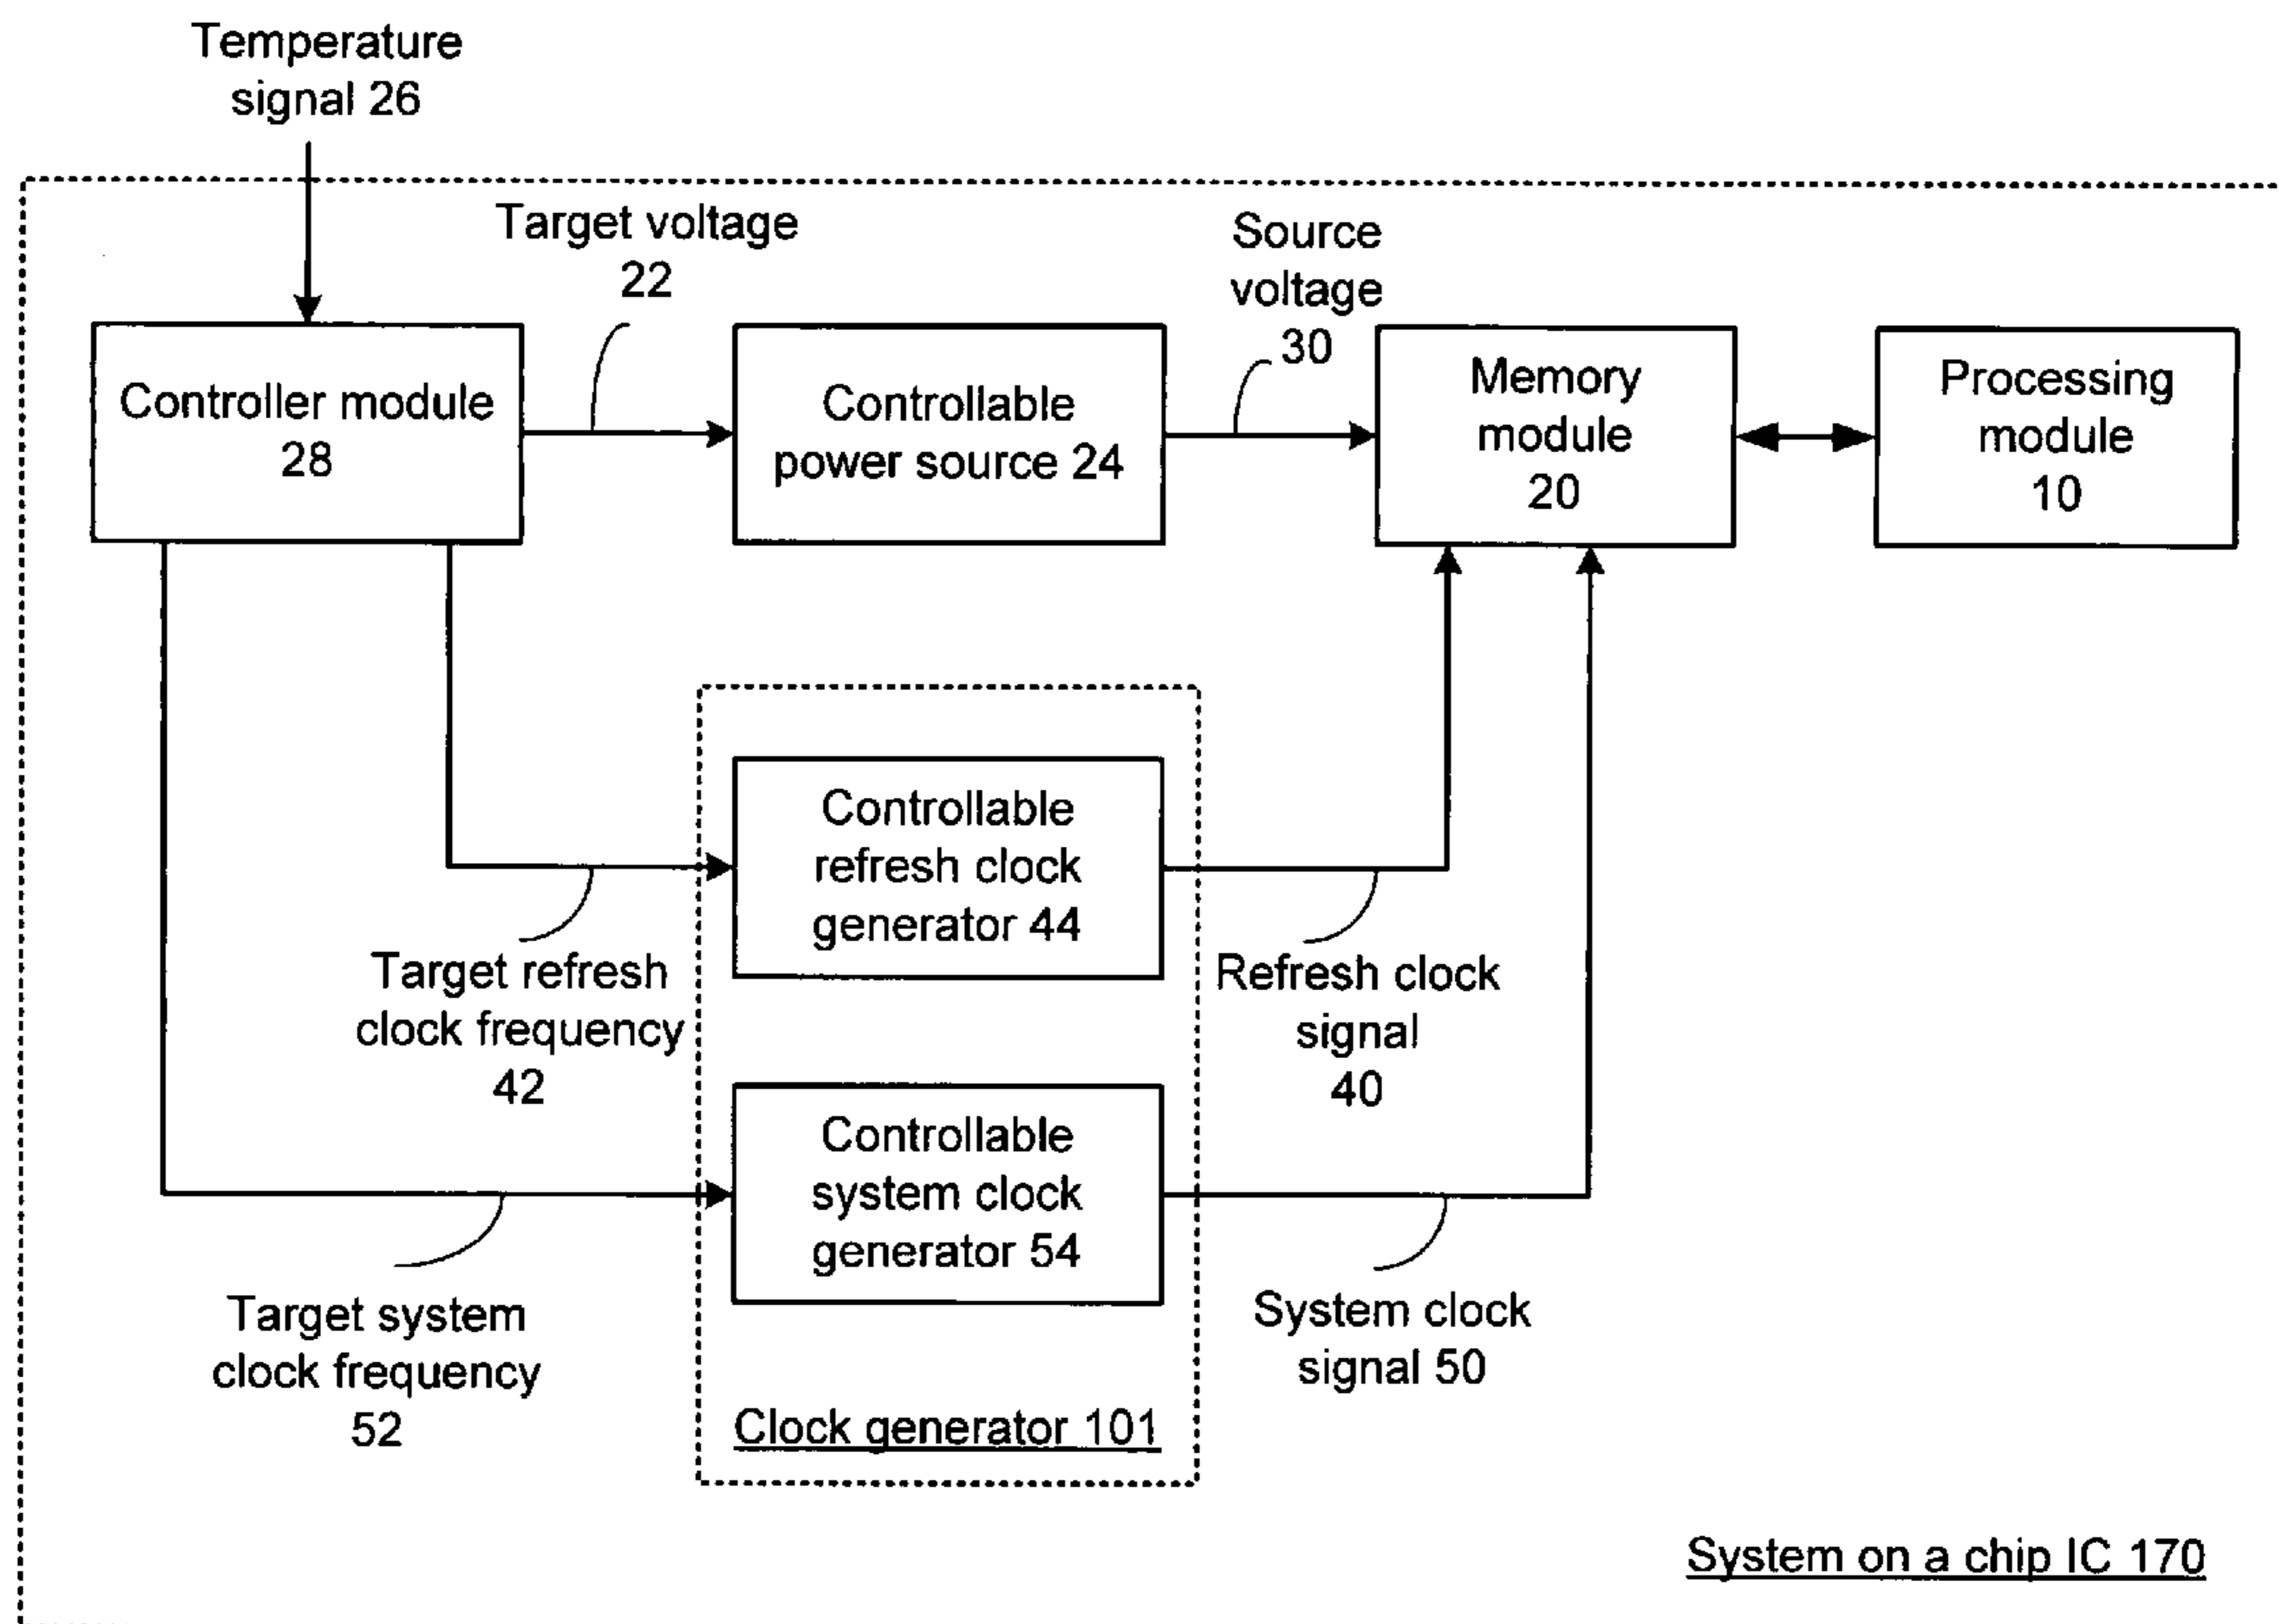 Temperature
signal 26
Target voltage
22
Source
voltage
30
Controller module
28
Controllable
power source 24
Memory
module
20
Processing
module
10
Controllable
refresh clock
generator 44
Target refresh
clock frequency
42
Refresh clock
signal
40
Controllable
system clock
generator 54
Target system
clock frequency
52
System clock
signal 50
Clock generator 101
System on a chip IC 170